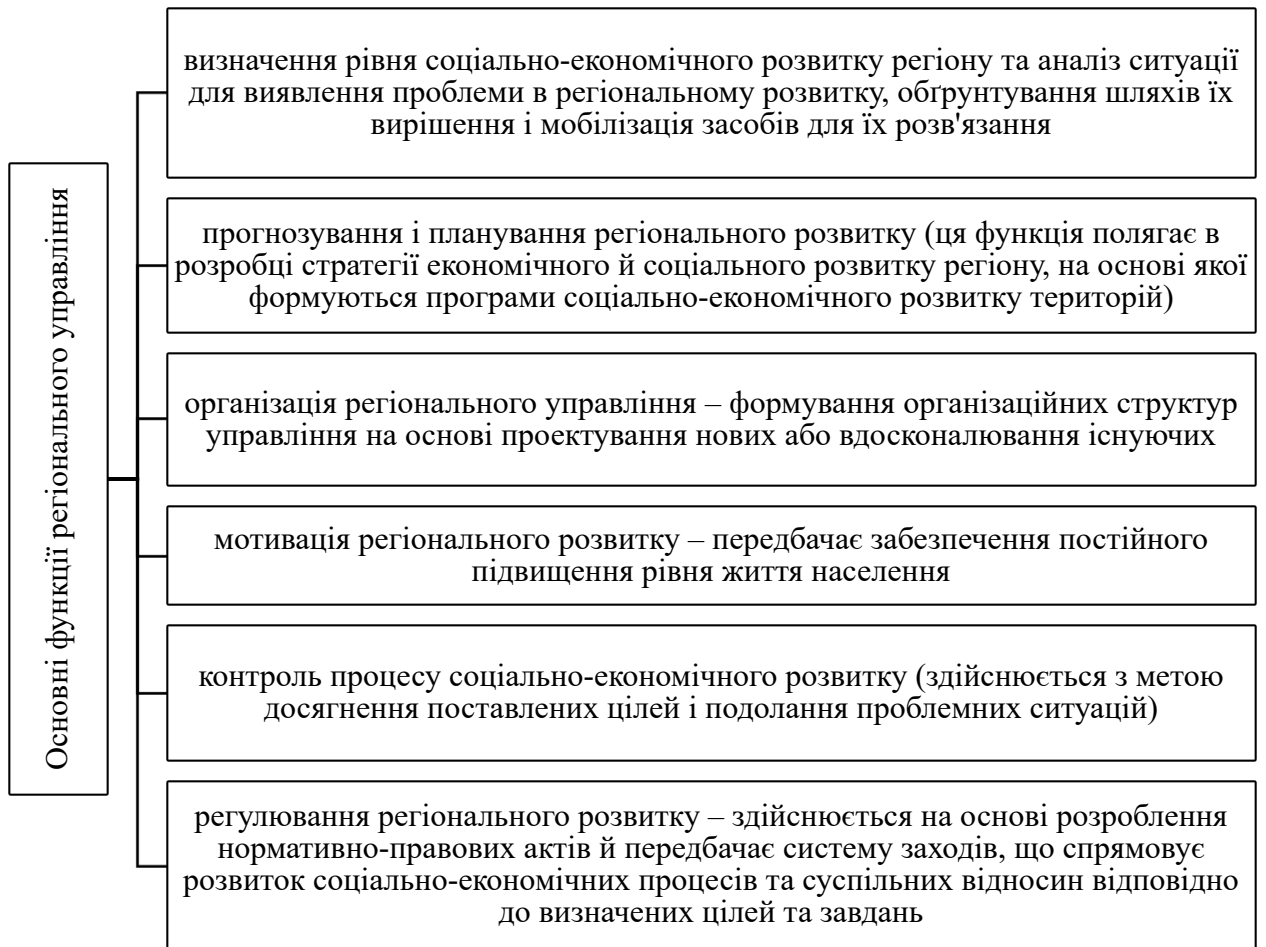 Основні функції регіонального управління
визначення рівня соціально-економічного розвитку регіону та аналіз ситуації
для виявлення проблеми в регіональному розвитку, обґрунтування шляхів їх
вирішення і мобілізація засобів для їх розв'язання
прогнозування і планування регіонального розвитку (ця функція полягає в
розробці стратегії економічного й соціального розвитку регіону, на основі якої
формуються програми соціально-економічного розвитку територій)
організація регіонального управління – формування організаційних структур
управління на основі проектування нових або вдосконалювання існуючих
мотивація регіонального розвитку – передбачає забезпечення постійного
підвищення рівня життя населення
контроль процесу соціально-економічного розвитку (здійснюється з метою
досягнення поставлених цілей і подолання проблемних ситуацій)
регулювання регіонального розвитку – здійснюється на основі розроблення
нормативно-правових актів й передбачає систему заходів, що спрямовує
розвиток соціально-економічних процесів та суспільних відносин відповідно
до визначених цілей та завдань